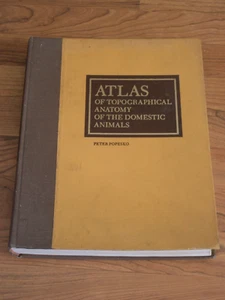 ATLAS
OF TOPOGRAPHICAL
ANATOMY
OF THE DOMESTIC
ANIMALS
PETER POPESKO